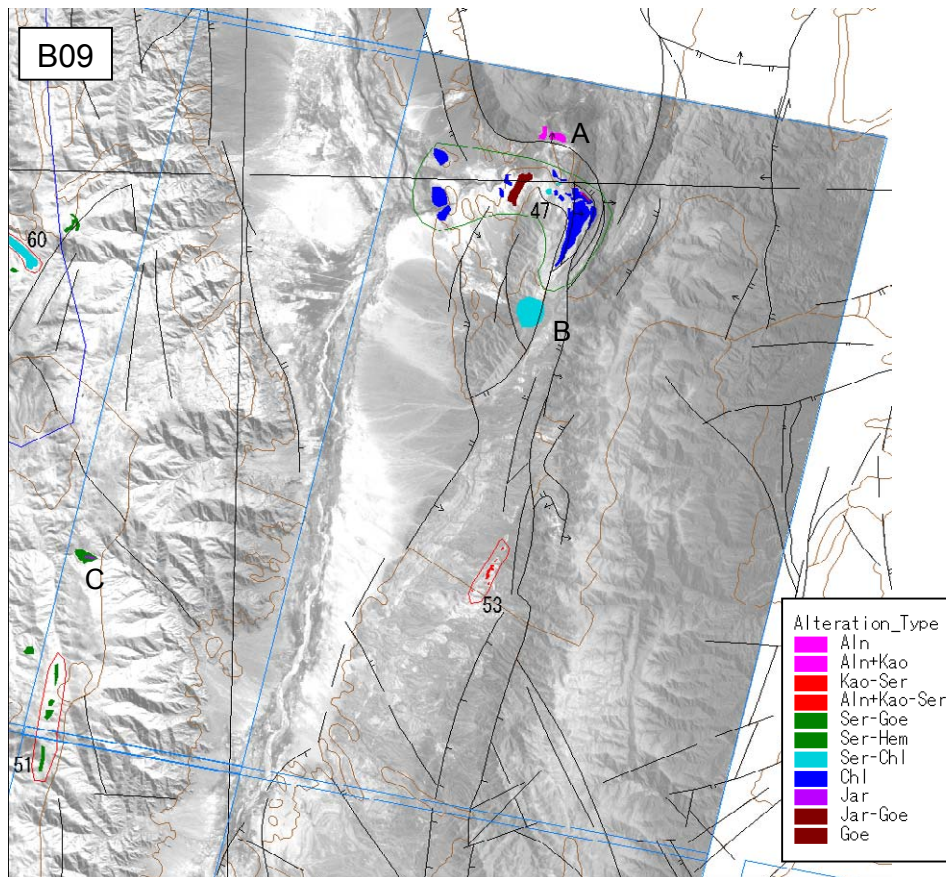 B09
A
47
60
B
C
53
51
Alteration_Type
Aln
Aln+Kao
Kao-Ser
Aln+Kao-Ser
Ser-Goe
Ser-Hem
Ser-Chl
Chl
Jar
Jar-Goe
Goe